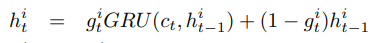 h_t^i = g_t^i GRU(c_t, h_{t-1}^i) + (1 − g_t^i)h_{t-1}^i